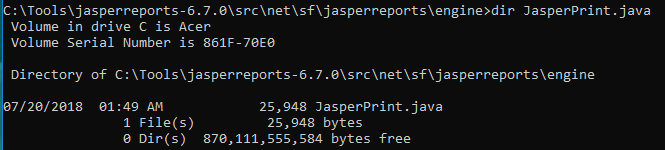 C:\Tools\jasperreports-6.7.0\src\net\sf\jasperreports\engine>dir JasperPrint.java
Volume in drive C is Acer
Volume Serial Number is 861F-70E0
Directory of C:\Tools\jasperreports-6.7.0\src\net\sf\jasperreports\engine
07/20/2018  01:49 AM            25,948 JasperPrint.java
1 File(s)         25,948 bytes
0 Dir(s)  870,111,555,584 bytes free